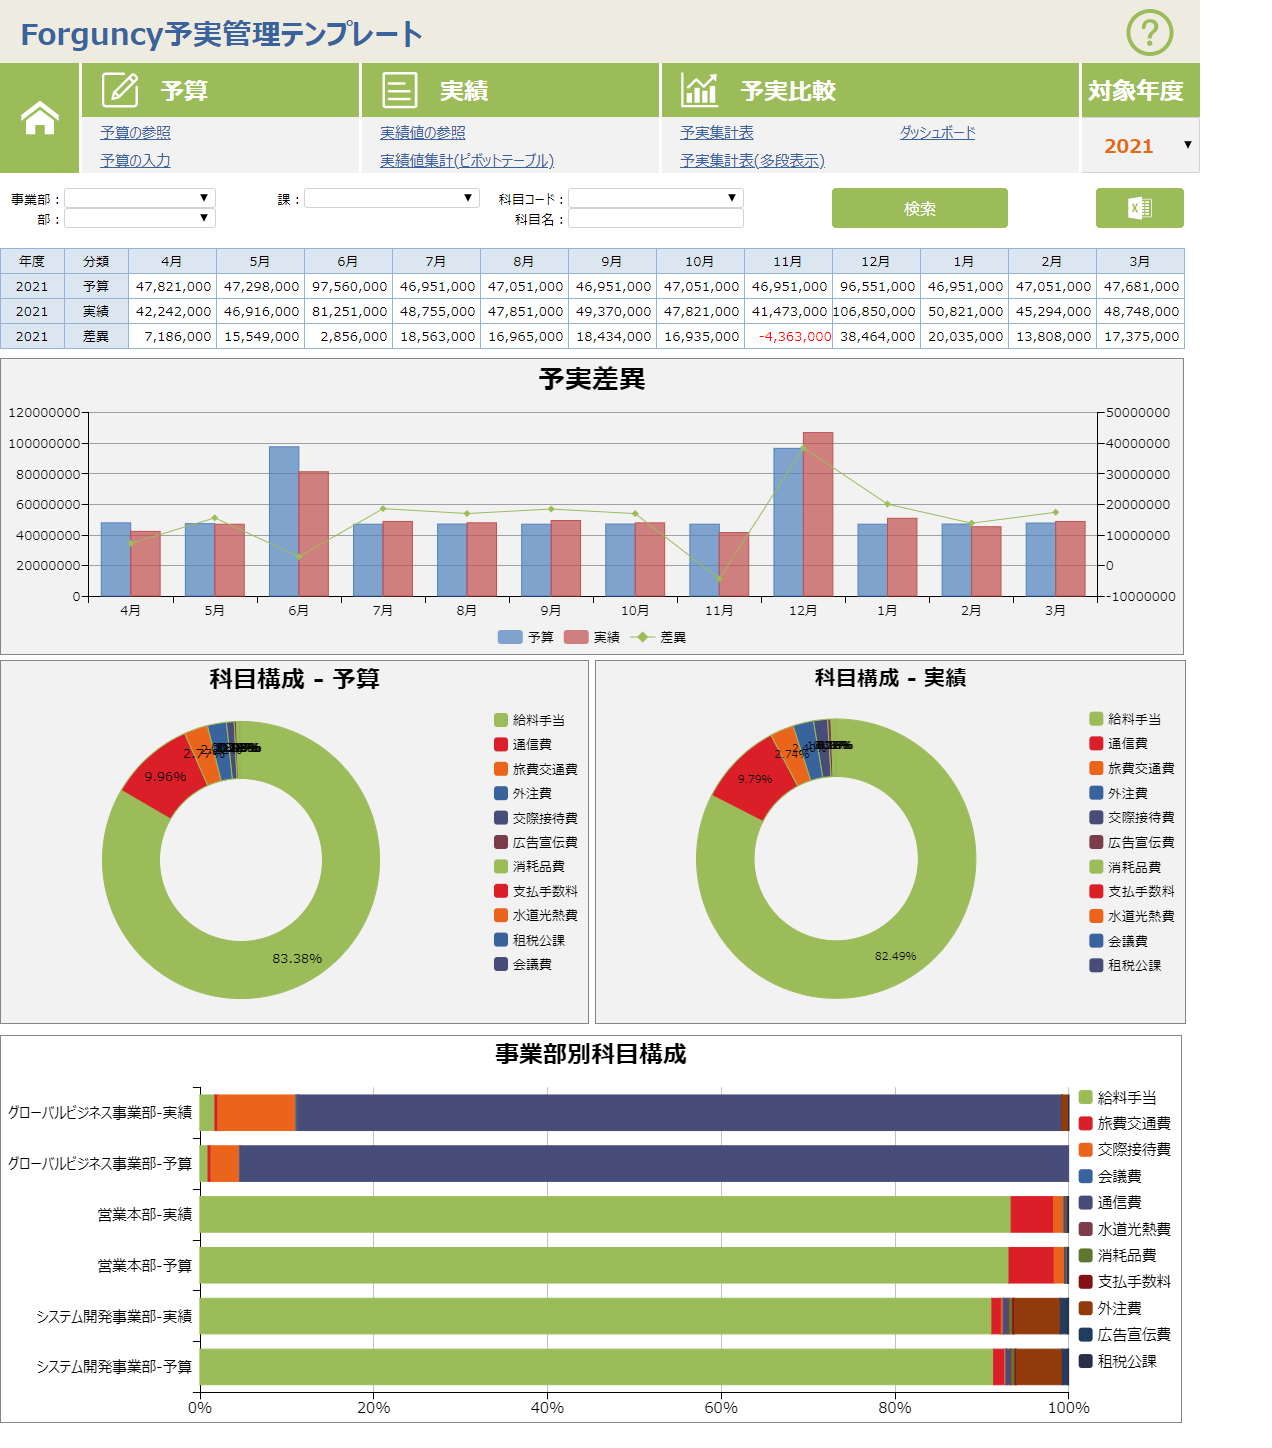 Forguncy予実管理テンプレート
?
予算
実績
予実比較
対象年度
予算の参照
実績値の参照
予実集計表
ダッシュボード
2021
予算の入力
実績値集計(ピボットテーブル)
予実集計表(多段表示)
事業部：
課：
科目コード：
検索
部：
科目名：
年度 分類 4月 5月 6月 7月 8月 9月 10月 11月 12月 1月 2月 3月
2021 予算 47,821,000 47,298,000 97,560,000 46,951,000 47,051,000 46,951,000 47,051,000 46,951,000 96,551,000 46,951,000 47,051,000 47,681,000
2021 実績 42,242,000 46,916,000 81,251,000 48,755,000 47,851,000 49,370,000 47,821,000 41,473,000 106,850,000 50,821,000 45,294,000 48,748,000
2021 差異 7,186,000 15,549,000 2,856,000 18,563,000 16,965,000 18,434,000 16,935,000 -4,363,000 38,464,000 20,035,000 13,808,000 17,375,000
予実差異
120000000 50000000
100000000 40000000
80000000 30000000
60000000 20000000
40000000 10000000
20000000 0
0 -10000000
4月 5月 6月 7月 8月 9月 10月 11月 12月 1月 2月 3月
予算 実績 差異
科目構成 - 予算
給料手当
通信費
旅費交通費
外注費
交際接待費
広告宣伝費
消耗品費
支払手数料
水道光熱費
租税公課
会議費
2.77%
9.96%
83.38%
科目構成 - 実績
給料手当
通信費
旅費交通費
外注費
交際接待費
広告宣伝費
消耗品費
支払手数料
水道光熱費
会議費
租税公課
2.74%
9.79%
82.49%
事業部別科目構成
グローバルビジネス事業部-実績
グローバルビジネス事業部-予算
営業本部-実績
営業本部-予算
システム開発事業部-実績
システム開発事業部-予算
0% 20% 40% 60% 80% 100%
給料手当
旅費交通費
交際接待費
会議費
通信費
水道光熱費
消耗品費
支払手数料
外注費
広告宣伝費
租税公課